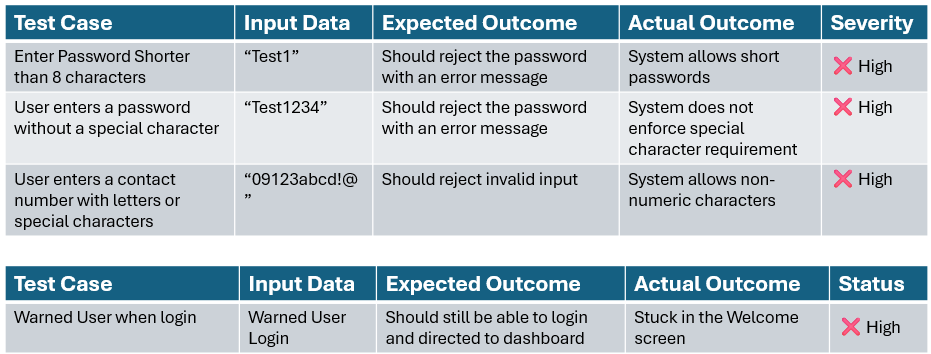 Test Case Input Data Expected Outcome Actual Outcome Severity
Enter Password Shorter “Test1” Should reject the password System allows short ❌ High
than 8 characters with an error message passwords
User enters a password “Test1234” Should reject the password System does not ❌ High
without a special character with an error message enforce special
character requirement
User enters a contact “09123abcd!@ Should reject invalid input System allows non- ❌ High
number with letters or ” numeric characters
special characters
Test Case Input Data Expected Outcome Actual Outcome Status
Warned User when login Warned User Should still be able to login Stuck in the Welcome ❌ High
Login and directed to dashboard screen